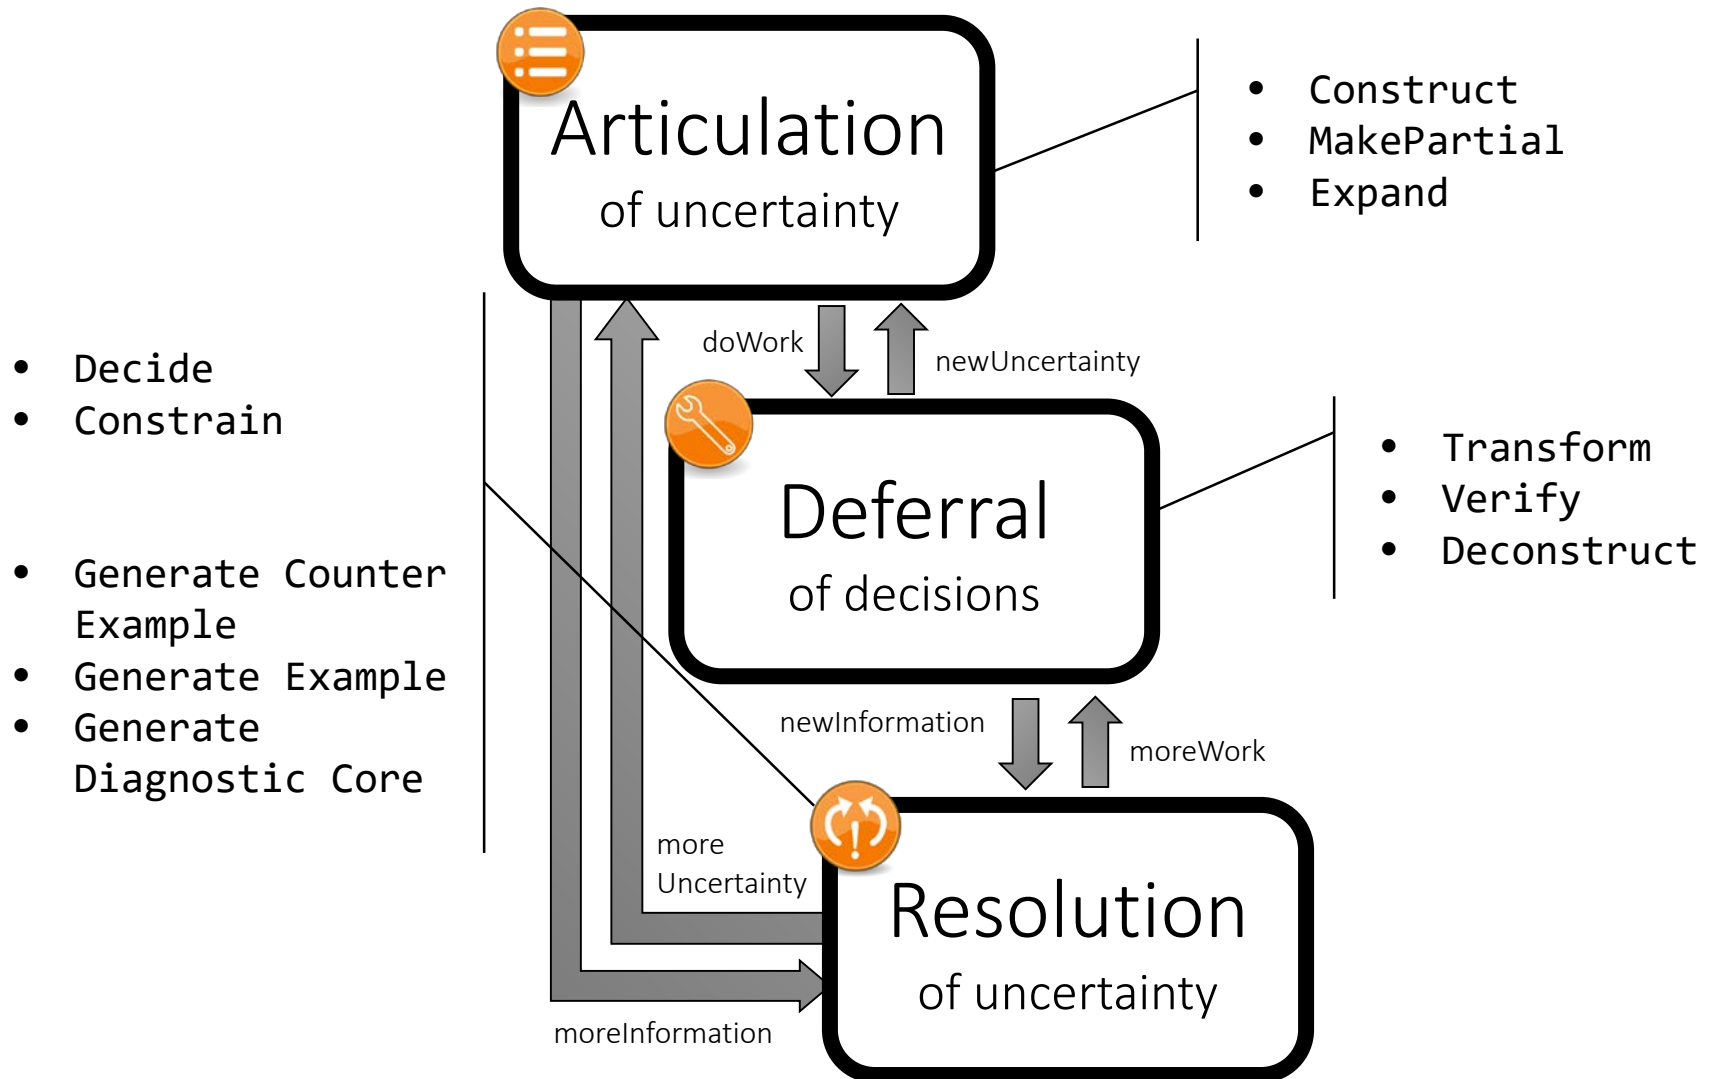 Articulation
of uncertainty
• Construct
• MakePartial
• Expand
doWork
newUncertainty
• Decide
• Constrain
• Generate Counter
Example
• Generate Example
• Generate
Diagnostic Core
Deferral
of decisions
• Transform
• Verify
• Deconstruct
newInformation
moreWork
more
Uncertainty
Resolution
of uncertainty
moreInformation